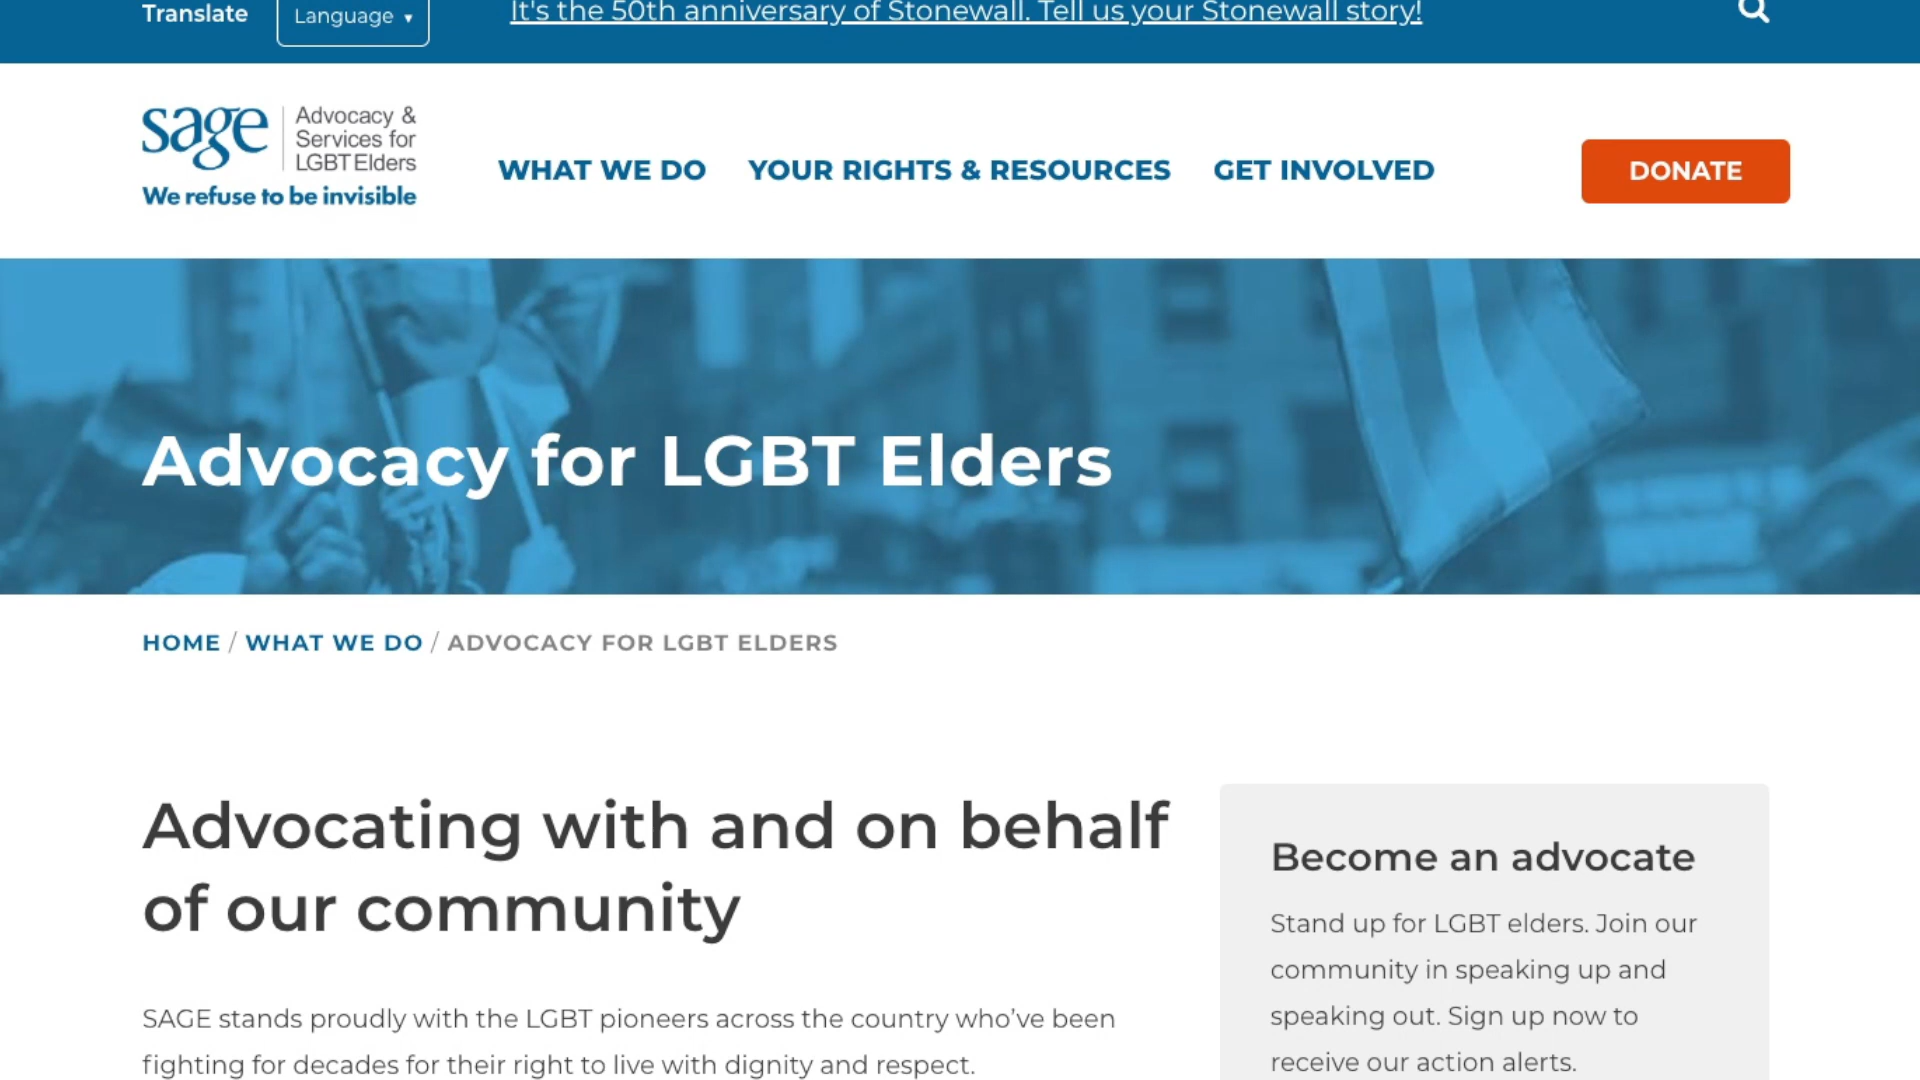 Translate
Language ▼
It's the 50th anniversary of Stonewall. Tell us your Stonewall story!
sage
Advocacy &
Services for
LGBT Elders
We refuse to be invisible
WHAT WE DO
YOUR RIGHTS & RESOURCES
GET INVOLVED
DONATE
Advocacy for LGBT Elders
HOME / WHAT WE DO / ADVOCACY FOR LGBT ELDERS
Advocating with and on behalf
of our community
SAGE stands proudly with the LGBT pioneers across the country who’ve been
fighting for decades for their right to live with dignity and respect.
Become an advocate
Stand up for LGBT elders. Join our
community in speaking up and
speaking out. Sign up now to
receive our action alerts.